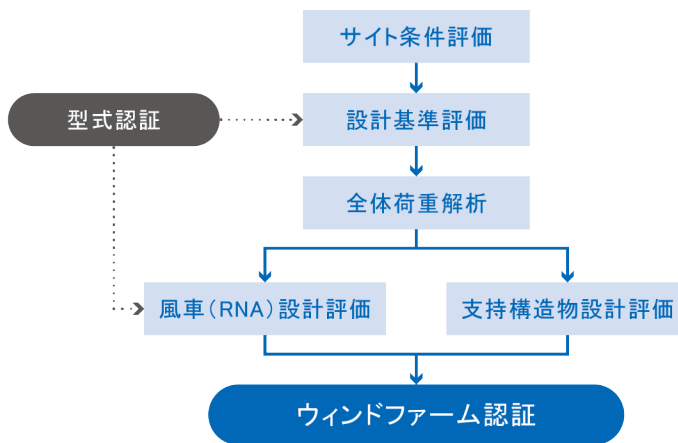 サイト条件評価
型式認証
設計基準評価
全体荷重解析
風車(RNA)設計評価
支持構造物設計評価
ウィンドファーム認証